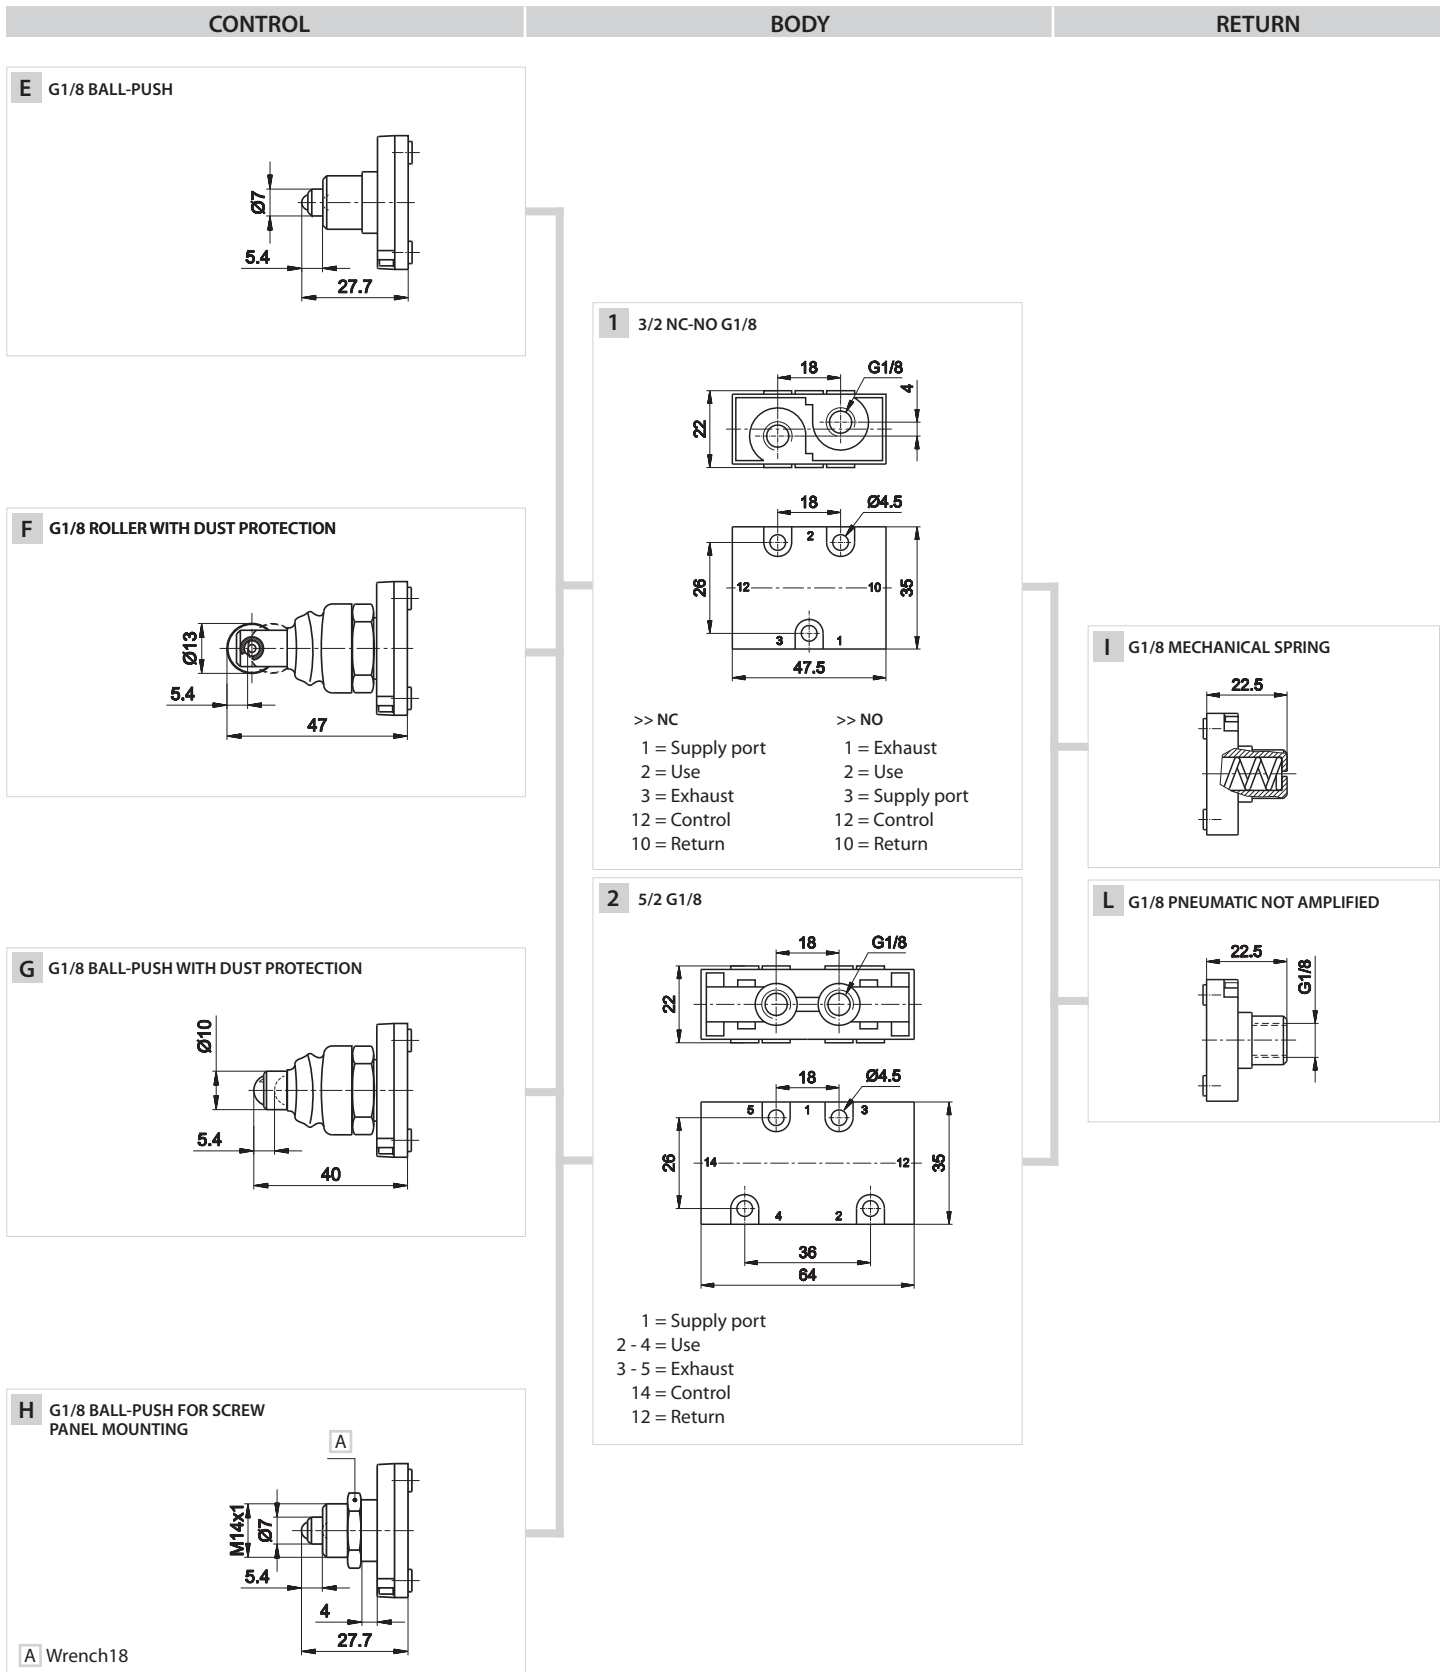 CONTROL
BODY
RETURN
E G1/8 BALL-PUSH
Ø7
5.4
27.7
F G1/8 ROLLER WITH DUST PROTECTION
Ø13
5.4
47
G G1/8 BALL-PUSH WITH DUST PROTECTION
Ø10
5.4
40
H G1/8 BALL-PUSH FOR SCREW
PANEL MOUNTING
A
M14x1
Ø7
5.4
4
27.7
A Wrench18
1 3/2 NC-NO G1/8
18
G1/8
4
22
18
Ø4.5
2
26
12
10
35
3
1
47.5
>> NC
1 = Supply port
2 = Use
3 = Exhaust
12 = Control
10 = Return
>> NO
1 = Exhaust
2 = Use
3 = Supply port
12 = Control
10 = Return
2 5/2 G1/8
18
G1/8
22
18
Ø4.5
5
1
3
26
14
12
35
4
2
36
64
1 = Supply port
2 - 4 = Use
3 - 5 = Exhaust
14 = Control
12 = Return
I G1/8 MECHANICAL SPRING
22.5
L G1/8 PNEUMATIC NOT AMPLIFIED
22.5
G1/8